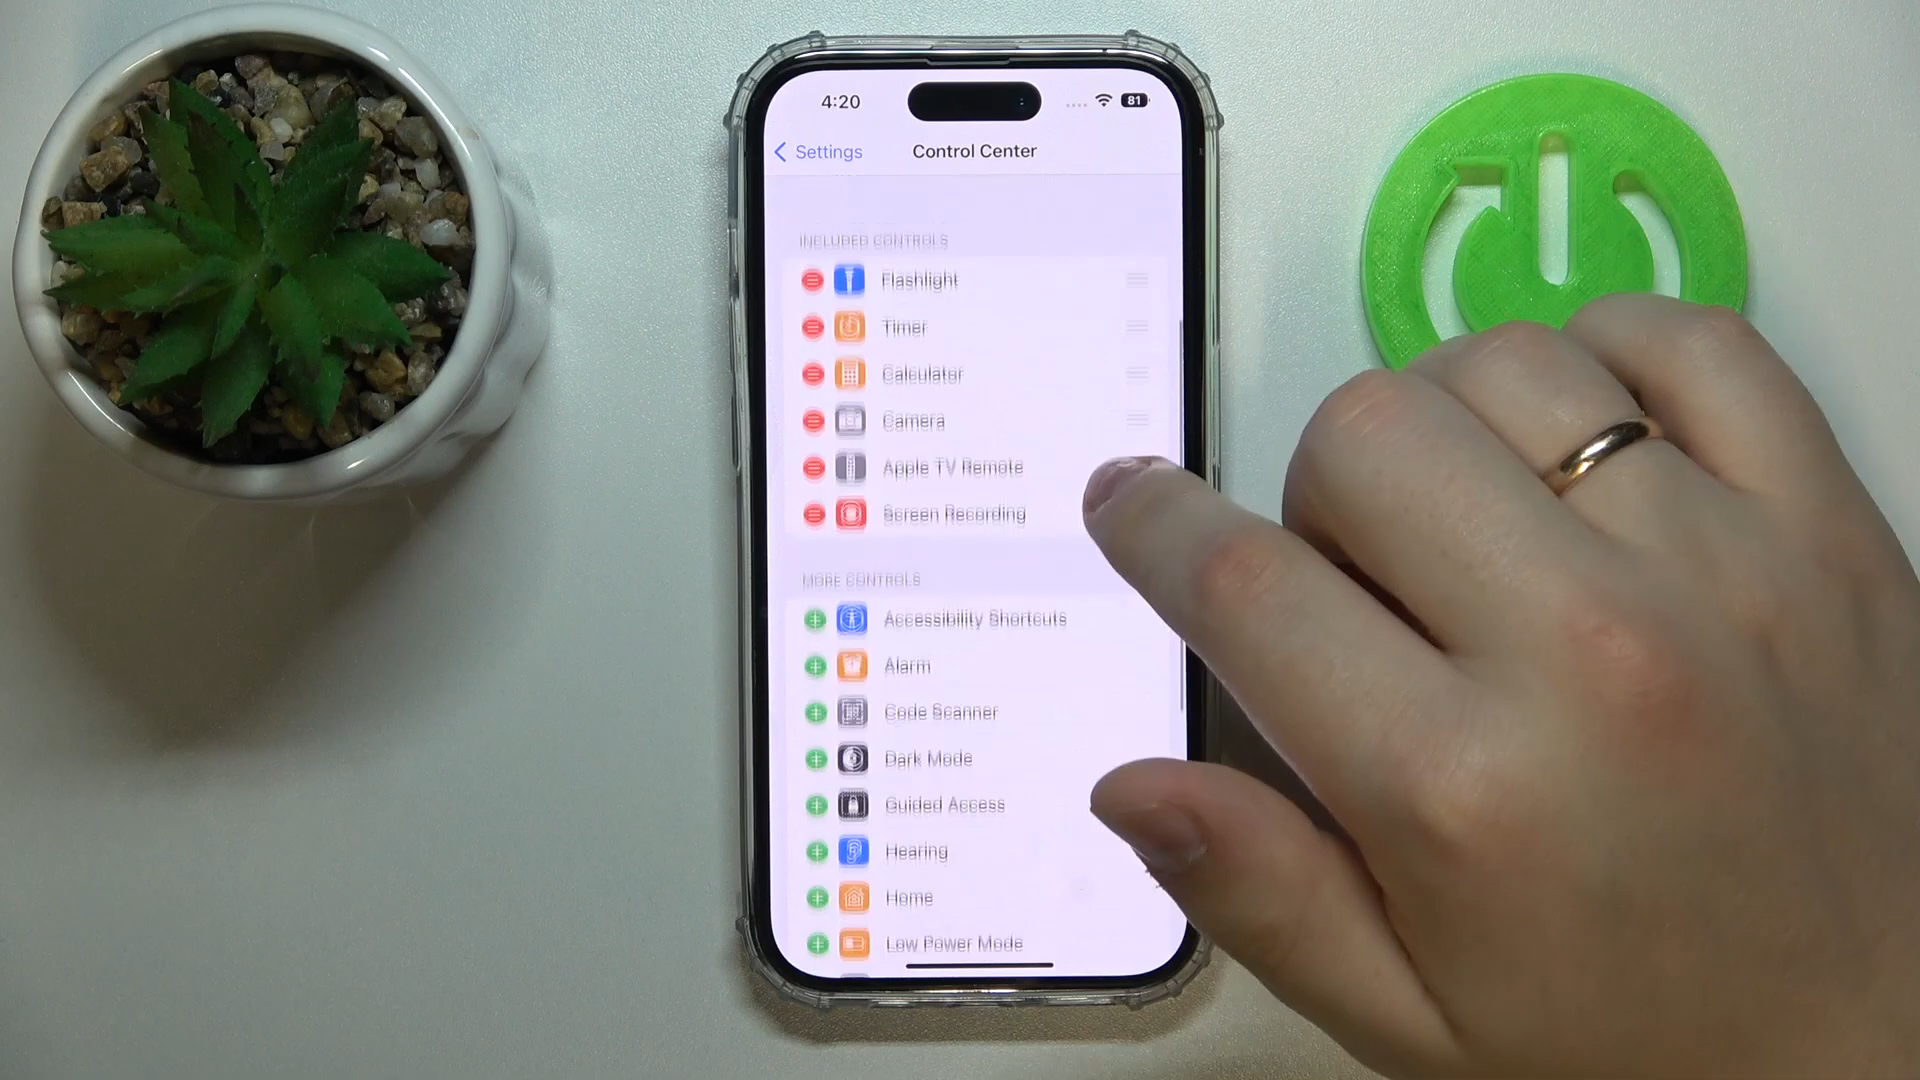 4:20
81
Settings
Control Center
INCLUDED CONTROLS
Flashlight
Timer
Calculator
Camera
Apple TV Remote
Screen Recording
MORE CONTROLS
Accessibility Shortcuts
Alarm
Code Scanner
Dark Mode
Guided Access
Hearing
Home
Low Power Mode